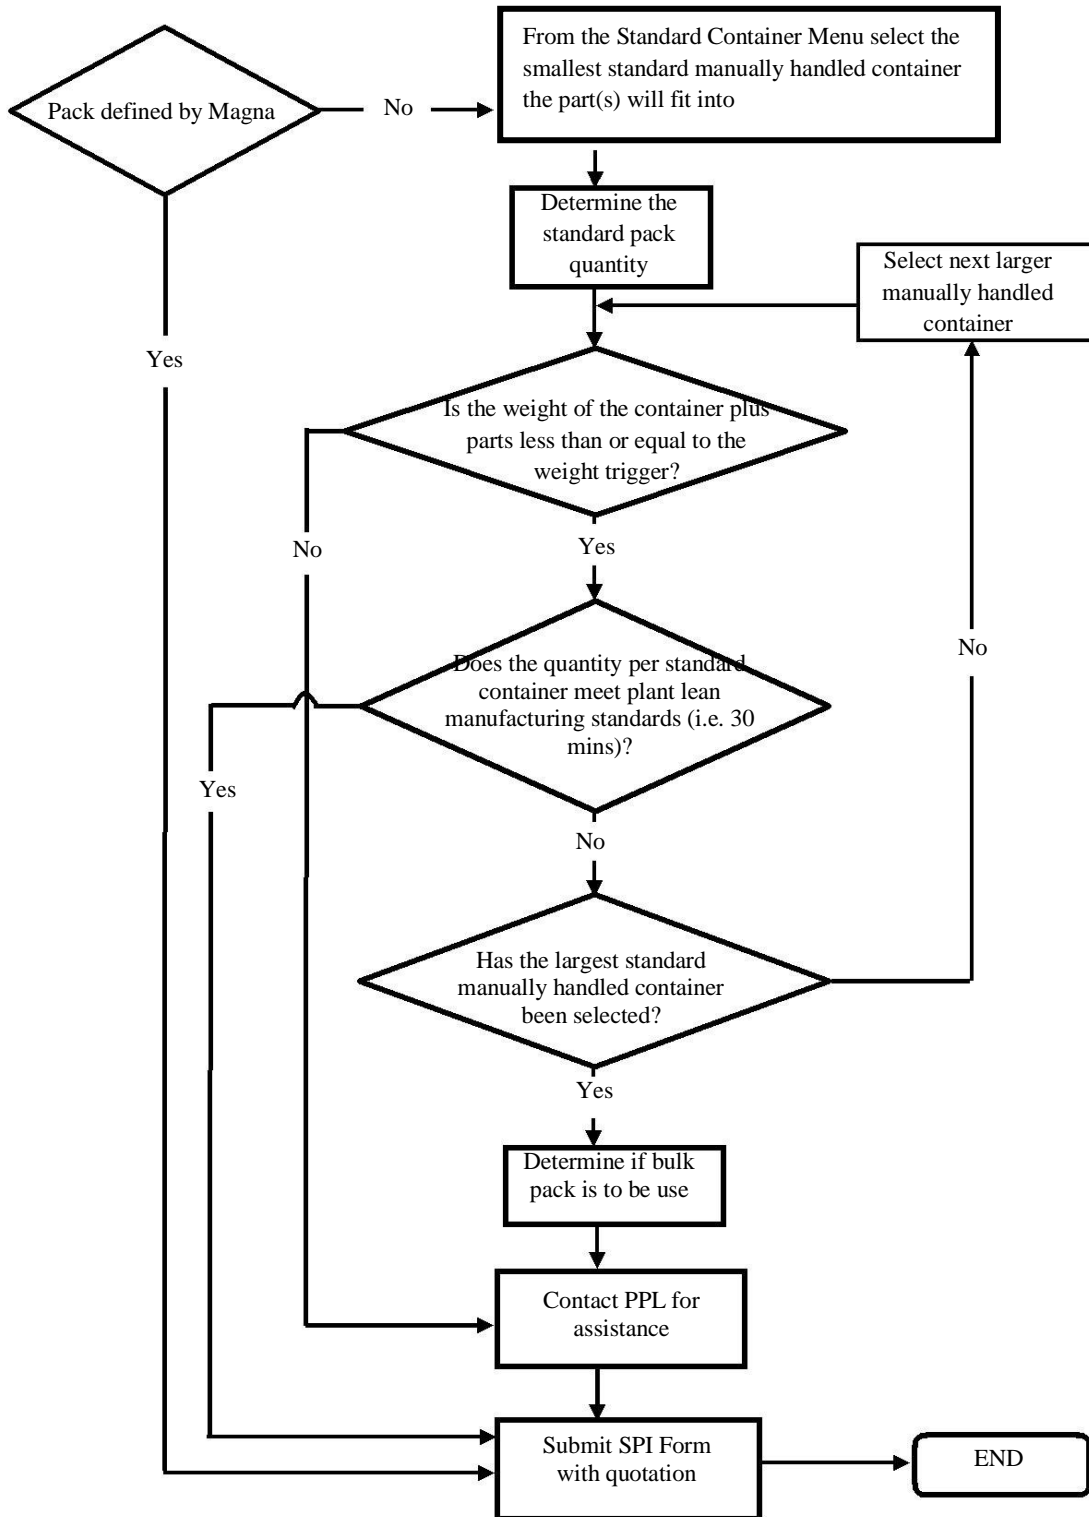 From the Standard Container Menu select the
smallest standard manually handled container
the part(s) will fit into
Pack defined by Magna
No
Determine the
standard pack
quantity
Select next larger
manually handled
container
Yes
Is the weight of the container plus
parts less than or equal to the
weight trigger?
No
Yes
No
Does the quantity per standard
container meet plant lean
manufacturing standards (i.e. 30
mins)?
Yes
No
Has the largest standard
manually handled container
been selected?
Yes
Determine if bulk
pack is to be use
Contact PPL for
assistance
Submit SPI Form
with quotation
END